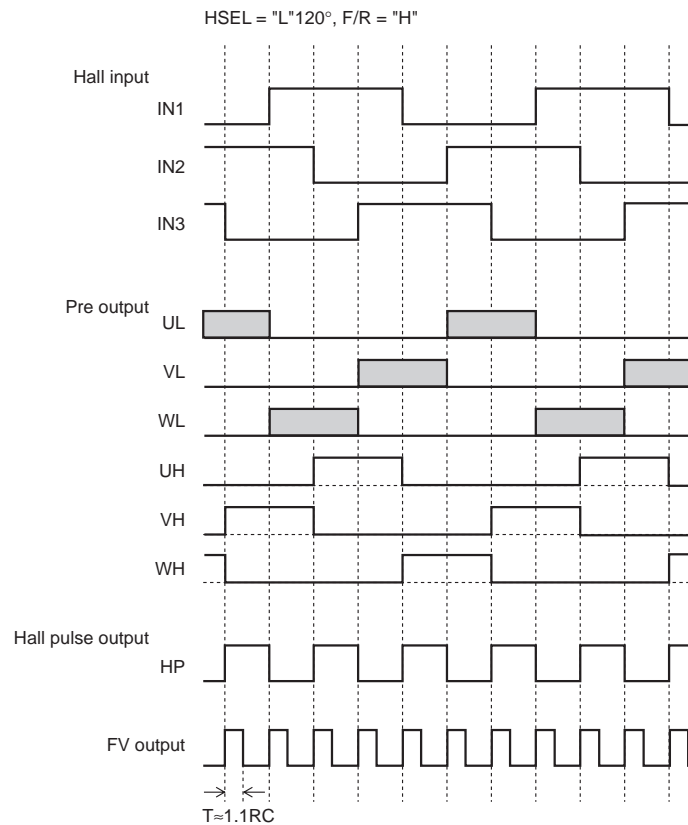 HSEL = "L"120°, F/R = "H"
Hall input
IN1
IN2
IN3
Pre output
UL
VL
WL
UH
VH
WH
Hall pulse output
HP
FV output
T≈1.1RC